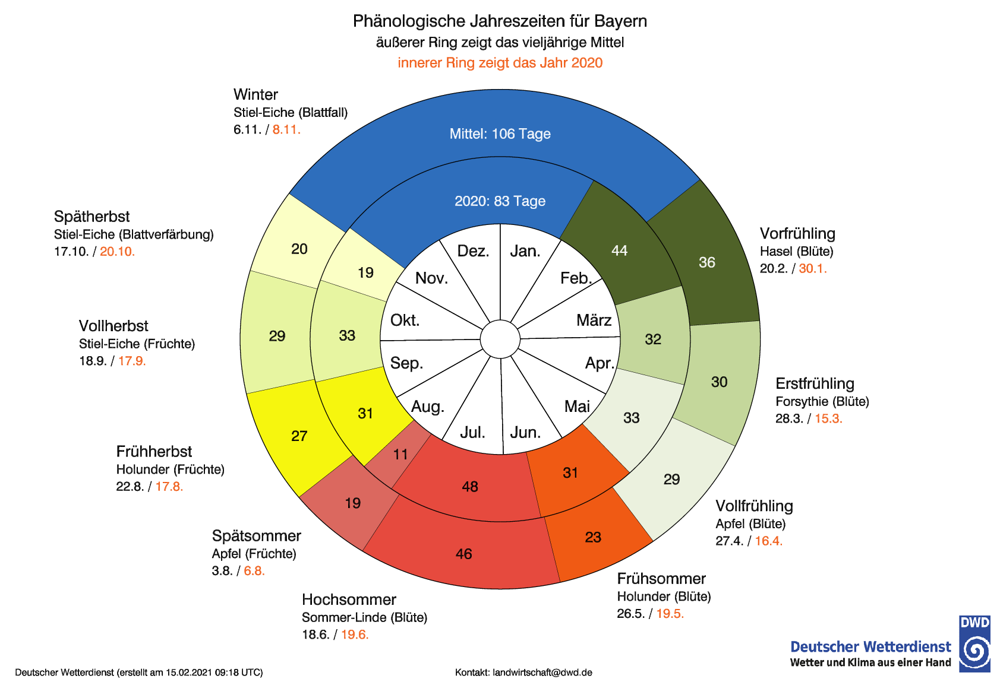 Phänologische Jahreszeiten für Bayern
äußerer Ring zeigt das vieljährige Mittel
innerer Ring zeigt das Jahr 2020
Winter
Stiel-Eiche (Blattfall)
6.11. / 8.11.
Mittel: 106 Tage
2020: 83 Tage
Spätherbst
Stiel-Eiche (Blattverfärbung)
17.10. / 20.10.
20
19
Vorfrühling
Hasel (Blüte)
20.2. / 30.1.
44
36
Dez.
Jan.
Nov.
Feb.
Okt.
März
Sep.
Apr.
Aug.
Mai
Jul.
Jun.
Vollherbst
Stiel-Eiche (Früchte)
18.9. / 17.9.
29
33
32
30
Erstfrühling
Forsythie (Blüte)
28.3. / 15.3.
Frühherbst
Holunder (Früchte)
22.8. / 17.8.
27
31
33
29
Vollfrühling
Apfel (Blüte)
27.4. / 16.4.
11
48
31
19
46
23
Spätsommer
Apfel (Früchte)
3.8. / 6.8.
Frühsommer
Holunder (Blüte)
26.5. / 19.5.
Hochsommer
Sommer-Linde (Blüte)
18.6. / 19.6.
DWD
Deutscher Wetterdienst
Wetter und Klima aus einer Hand
Deutscher Wetterdienst (erstellt am 15.02.2021 09:18 UTC)
Kontakt: landwirtschaft@dwd.de